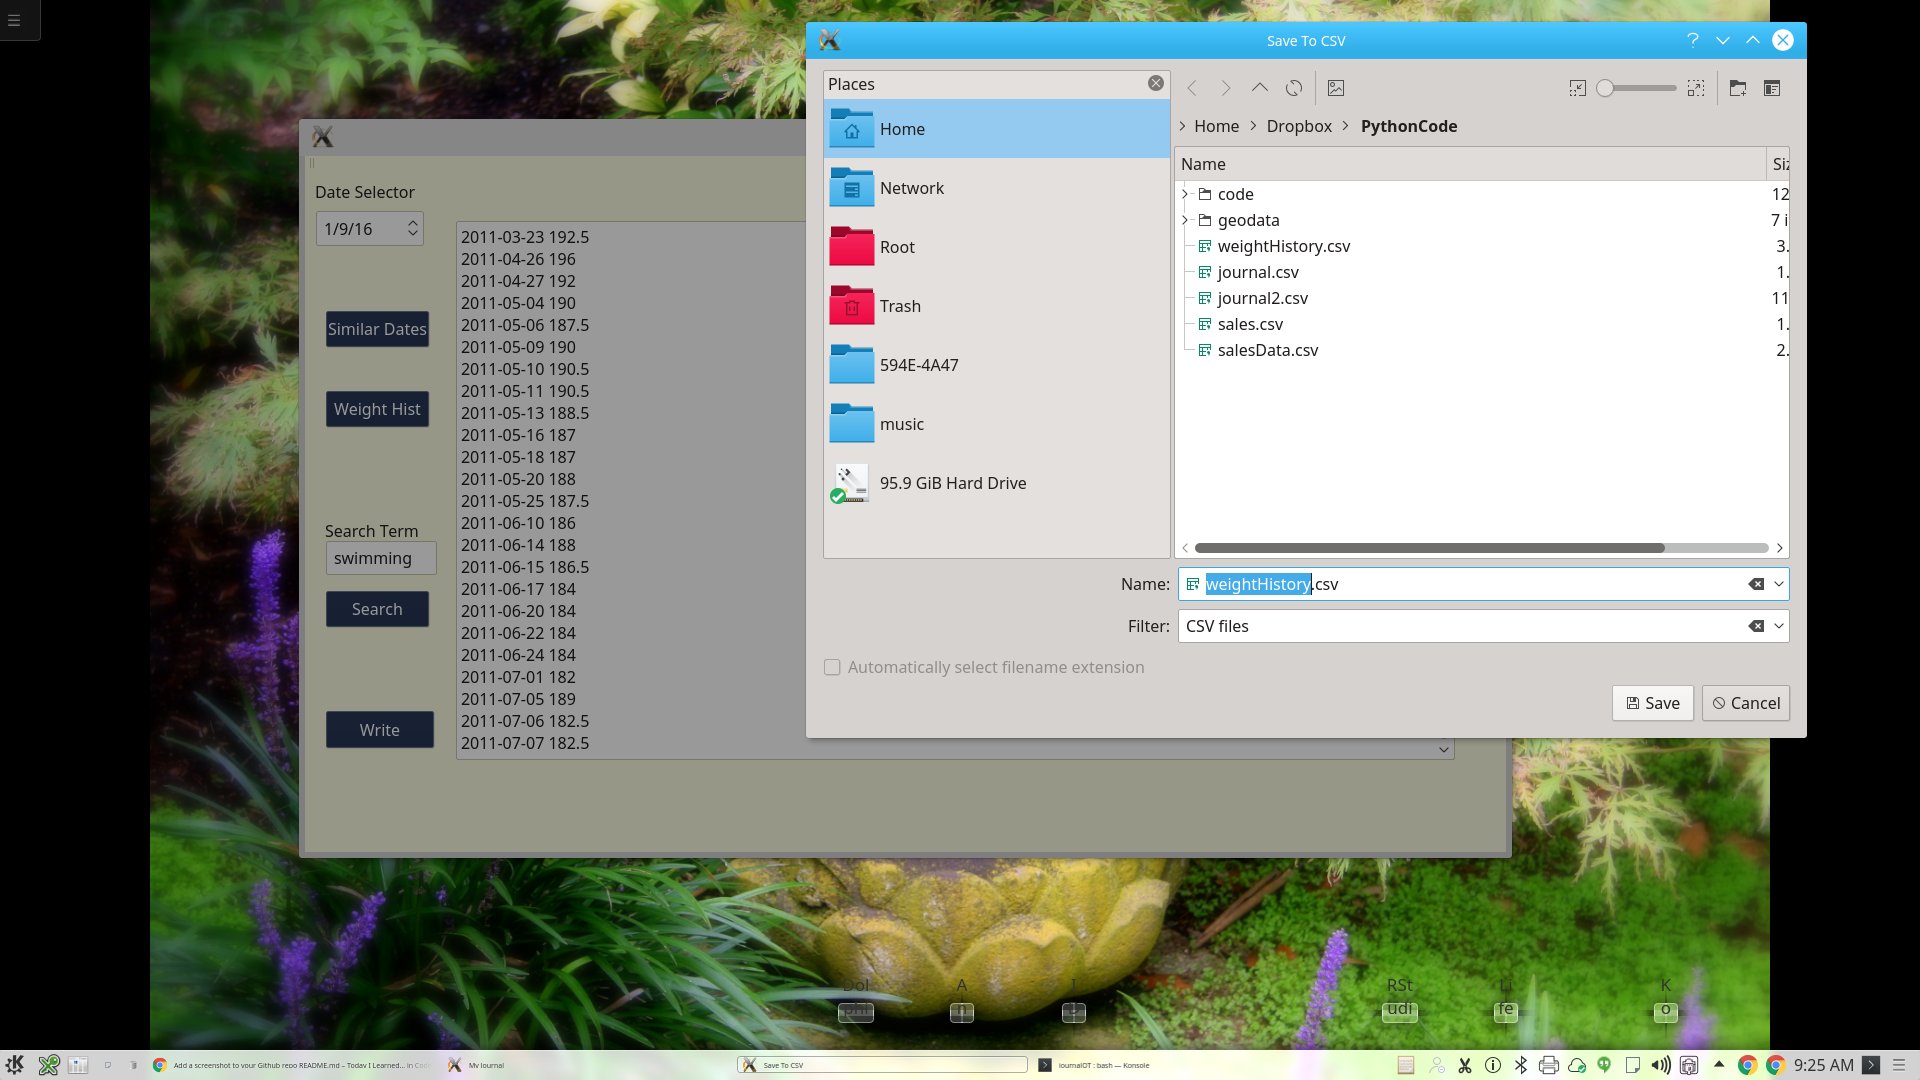 Save To CSV
Places
Home
Network
Root
Trash
594E-4A47
music
95.9 GiB Hard Drive
Home
Dropbox
PythonCode
Name
code
12
geodata
7 i
weightHistory.csv
3.
journal.csv
1.
journal2.csv
11
sales.csv
1.
salesData.csv
2.
Name:
weightHistory.csv
Filter:
CSV files
Automatically select filename extension
Save
Cancel
Date Selector
1/9/16
Similar Dates
Weight Hist
Search Term
swimming
Search
Write
2011-03-23 192.5
2011-04-26 196
2011-04-27 192
2011-05-04 190
2011-05-06 187.5
2011-05-09 190
2011-05-10 190.5
2011-05-11 190.5
2011-05-13 188.5
2011-05-16 187
2011-05-18 187
2011-05-20 188
2011-05-25 187.5
2011-06-10 186
2011-06-14 188
2011-06-15 186.5
2011-06-17 184
2011-06-20 184
2011-06-22 184
2011-06-24 184
2011-07-01 182
2011-07-05 189
2011-07-06 182.5
2011-07-07 182.5
RSt
udi
Li
fe
K
o
Add a screenshot to your Github repo README.md – Today I Learned... in Cod
My Journal
Save To CSV
journalQT : bash — Konsole
9:25 AM